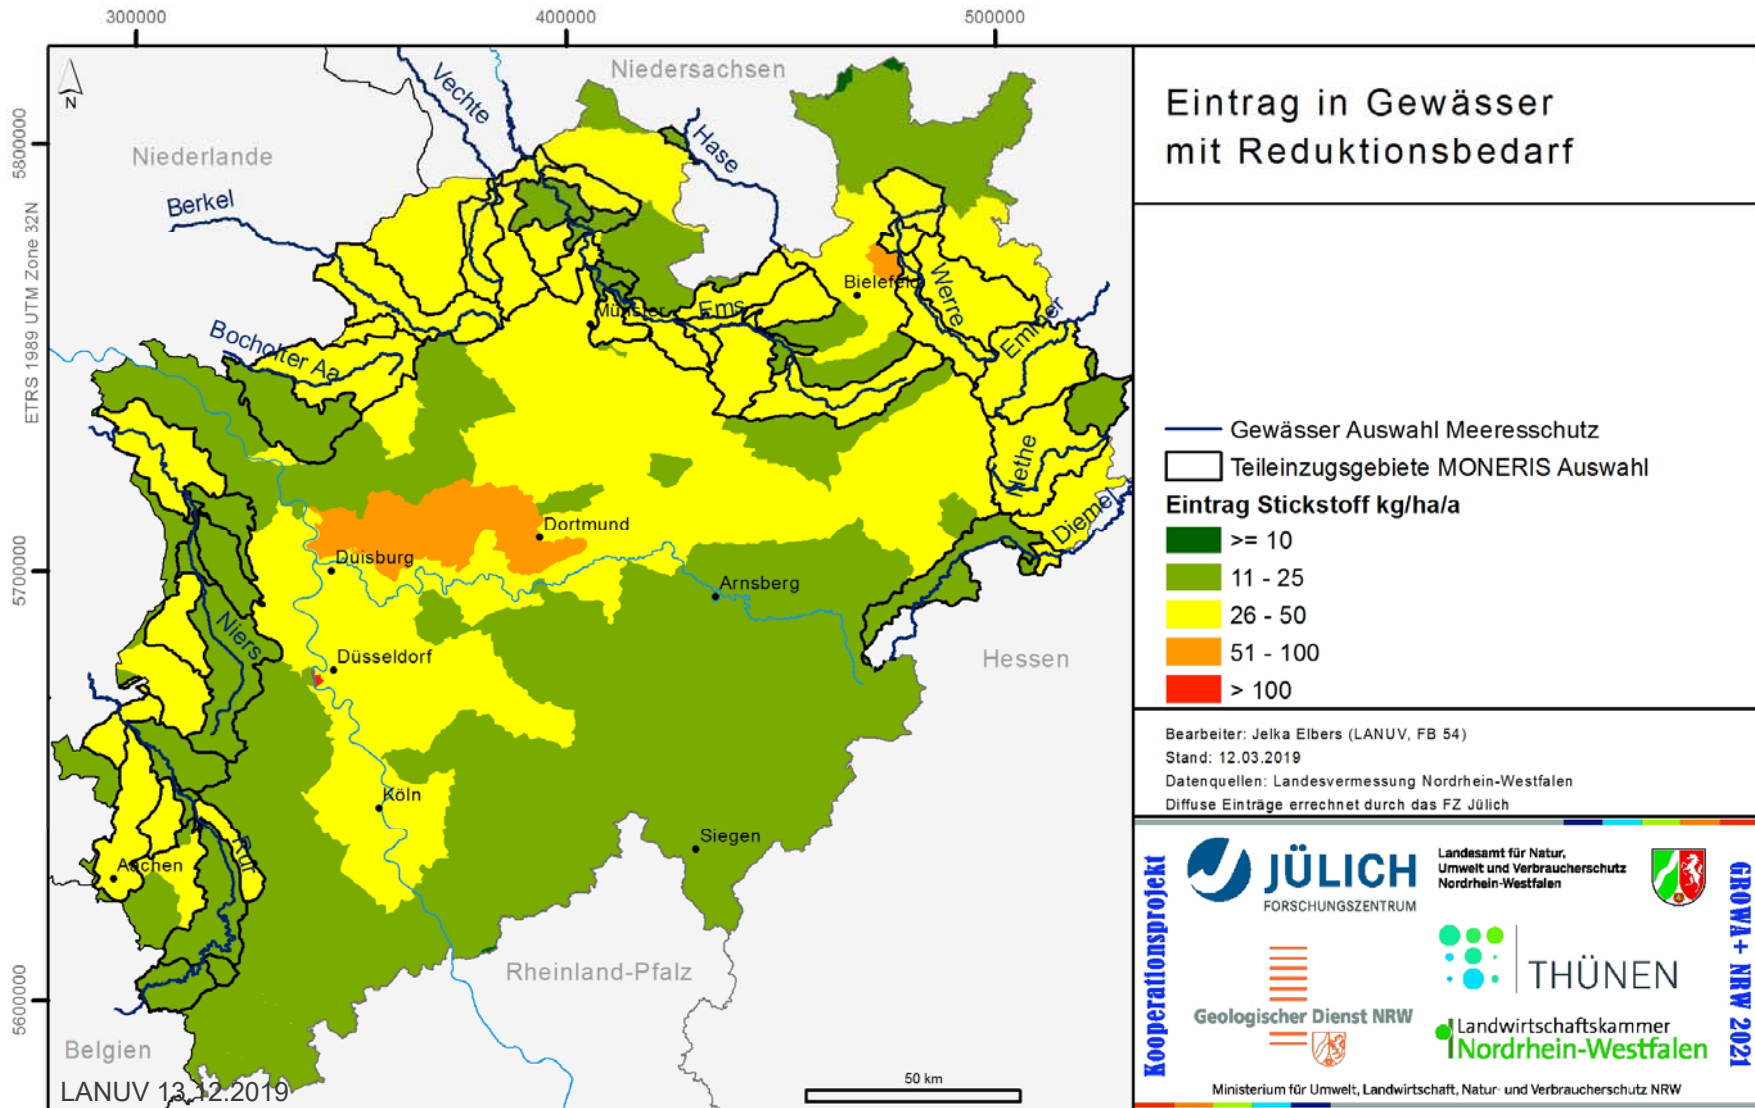 300000
400000
500000
5800000
5700000
5600000
ETRS 1989 UTM Zone 32N
N
Niedersachsen
Niederlande
Vechte
Hase
Berkel
Bocholter Aa
Münster
Ems
Bielefeld
Werre
Emmer
Nethe
Diemel
Dortmund
Duisburg
Arnsberg
Niers
Düsseldorf
Hessen
Köln
Siegen
Aachen
Rur
Rheinland-Pfalz
Belgien
LANUV 13.12.2019
50 km
Eintrag in Gewässer
mit Reduktionsbedarf
Gewässer Auswahl Meeresschutz
Teileinzugsgebiete MONERIS Auswahl
Eintrag Stickstoff kg/ha/a
>= 10
11 - 25
26 - 50
51 - 100
> 100
Bearbeiter: Jelka Elbers (LANUV, FB 54)
Stand: 12.03.2019
Datenquellen: Landesvermessung Nordrhein-Westfalen
Diffuse Einträge errechnet durch das FZ Jülich
Kooperationsprojekt
JÜLICH
FORSCHUNGSZENTRUM
Landesamt für Natur,
Umwelt und Verbraucherschutz
Nordrhein-Westfalen
GROWA+ NRW 2021
THÜNEN
Geologischer Dienst NRW
Landwirtschaftskammer
Nordrhein-Westfalen
Ministerium für Umwelt, Landwirtschaft, Natur- und Verbraucherschutz NRW